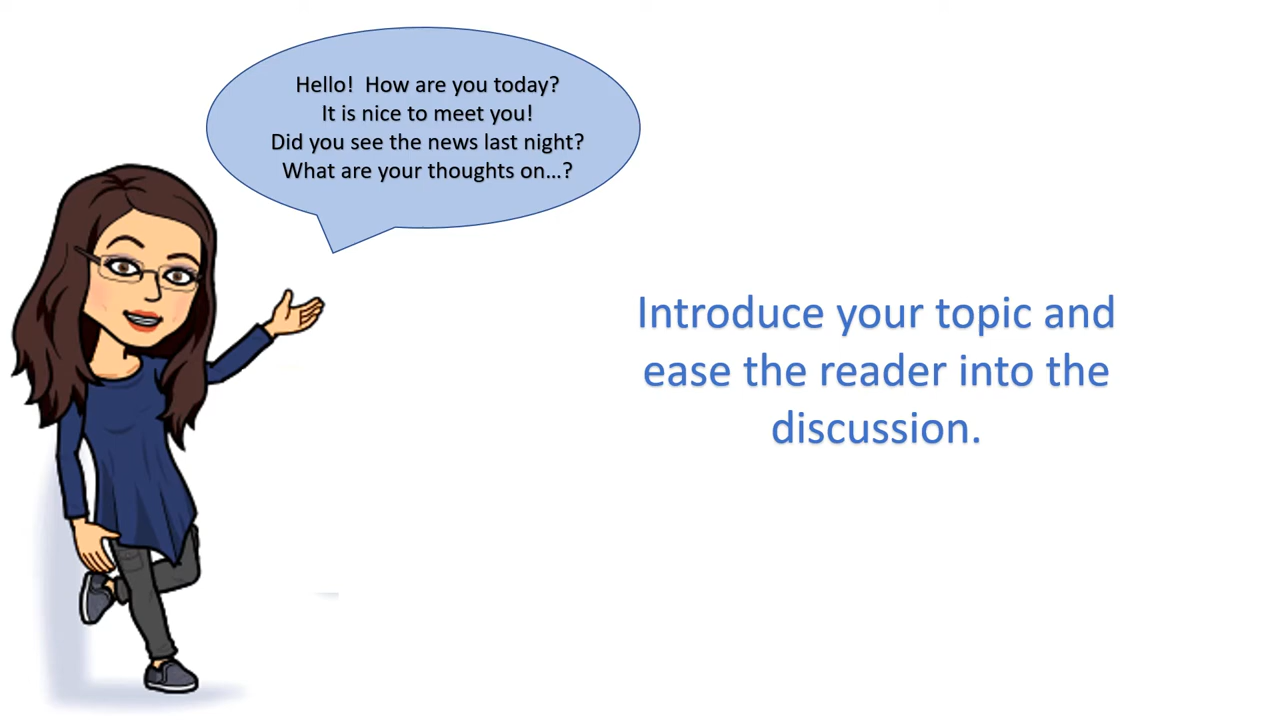 Hello!  How are you today?
It is nice to meet you!
Did you see the news last night?
What are your thoughts on...?
Introduce your topic and
ease the reader into the
discussion.